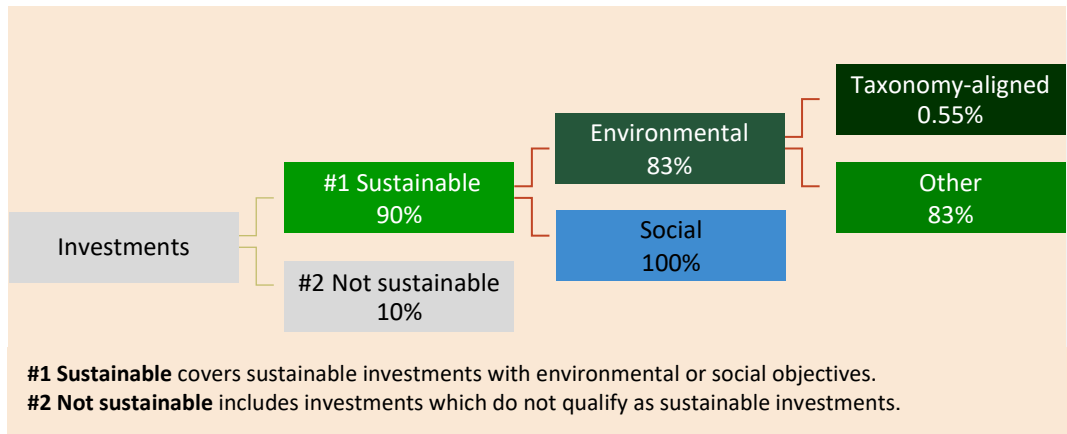 Taxonomy-aligned
0.55%
Environmental
83%
#1 Sustainable
90%
Other
83%
Investments
Social
100%
#2 Not sustainable
10%
#1 Sustainable covers sustainable investments with environmental or social objectives.
#2 Not sustainable includes investments which do not qualify as sustainable investments.